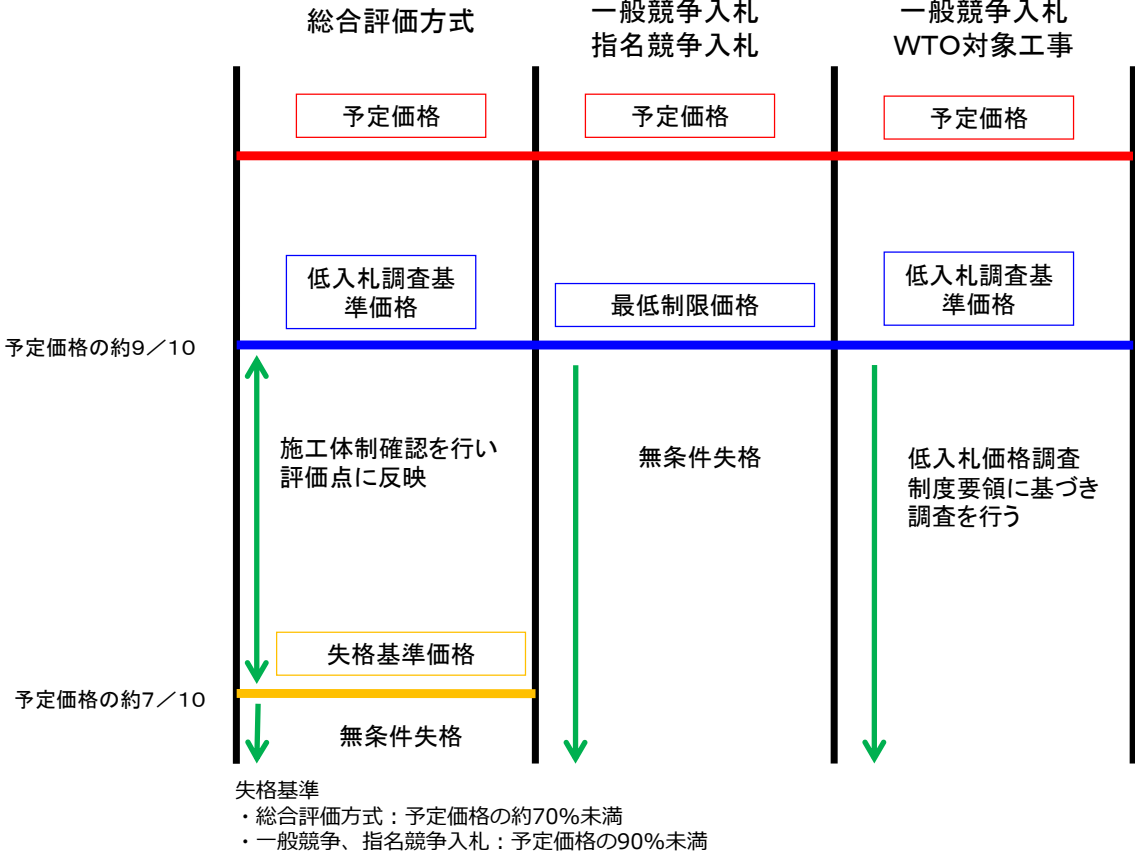 総合評価方式
一般競争入札
指名競争入札
一般競争入札
WTO対象工事
予定価格
予定価格
予定価格
低入札調査基
準価格
最低制限価格
低入札調査基
準価格
予定価格の約9／10
施工体制確認を行い
評価点に反映
無条件失格
低入札価格調査
制度要領に基づき
調査を行う
失格基準価格
予定価格の約7／10
無条件失格
失格基準
・総合評価方式：予定価格の約70%未満
・一般競争、指名競争入札：予定価格の90%未満